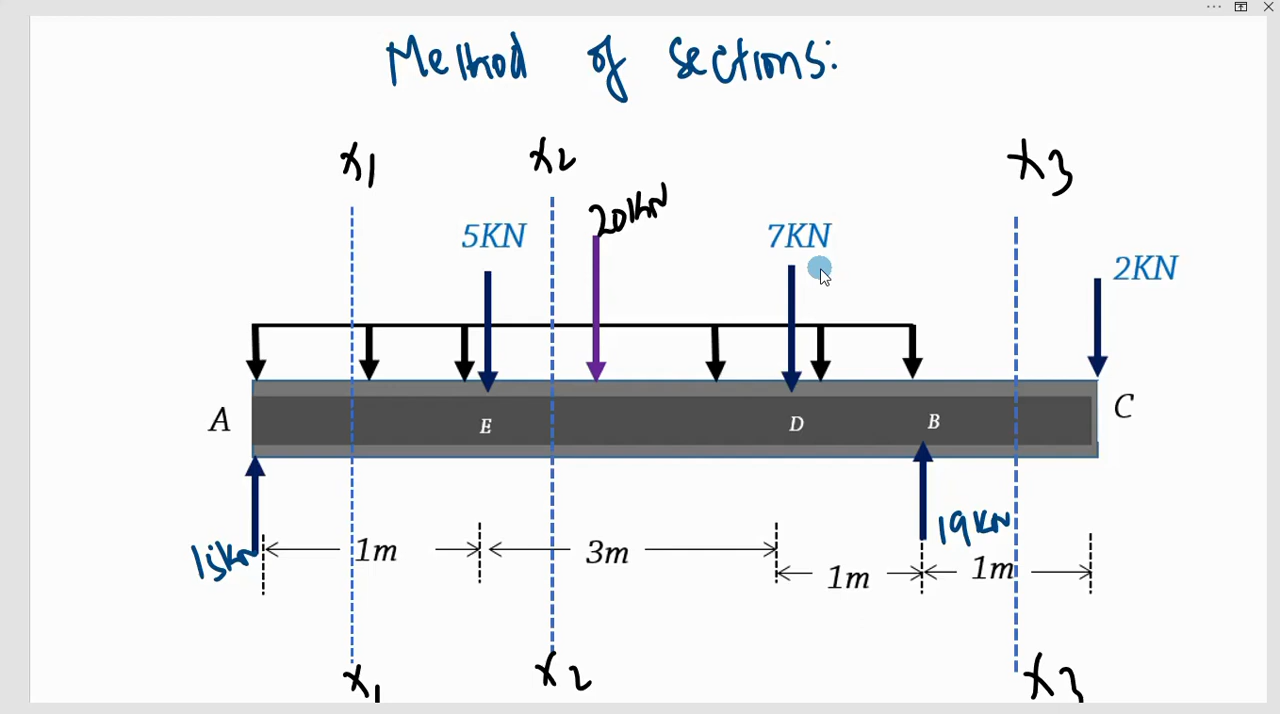 Method of sections:
x1 x2 x3
20KN
5KN 7KN
2KN
A E D B C
15KN 19KN
1m 3m 1m 1m
x1 x2 x3